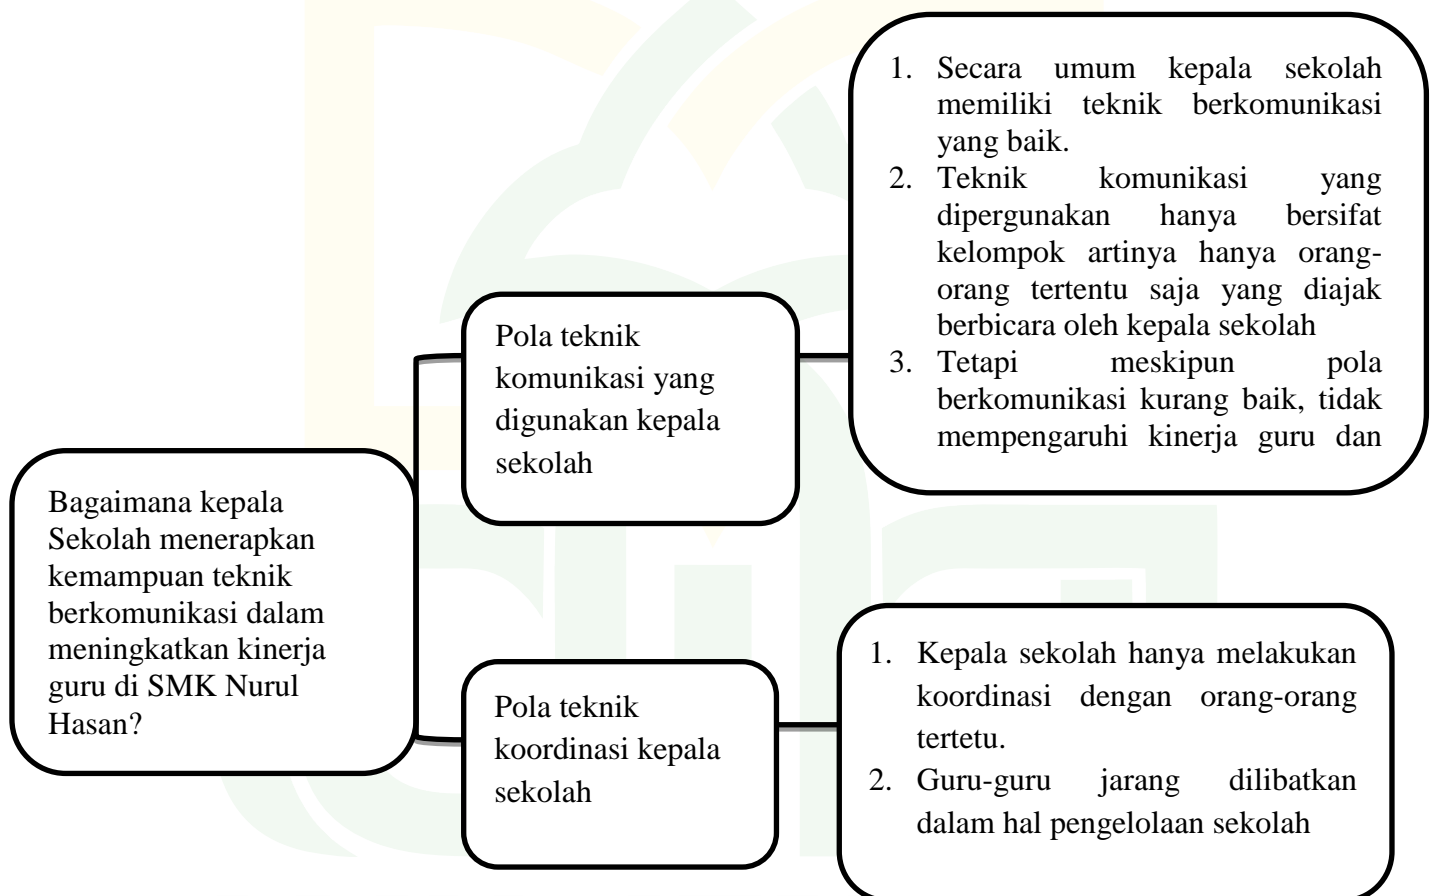 Bagaimana kepala
Sekolah menerapkan
kemampuan teknik
berkomunikasi dalam
meningkatkan kinerja
guru di SMK Nurul
Hasan?
Pola teknik
komunikasi yang
digunakan kepala
sekolah
1. Secara umum kepala sekolah
memiliki teknik berkomunikasi
yang baik.
2. Teknik komunikasi yang
dipergunakan hanya bersifat
kelompok artinya hanya orang-
orang tertentu saja yang diajak
berbicara oleh kepala sekolah
3. Tetapi meskipun pola
berkomunikasi kurang baik, tidak
mempengaruhi kinerja guru dan
Pola teknik
koordinasi kepala
sekolah
1. Kepala sekolah hanya melakukan
koordinasi dengan orang-orang
tertetu.
2. Guru-guru jarang dilibatkan
dalam hal pengelolaan sekolah